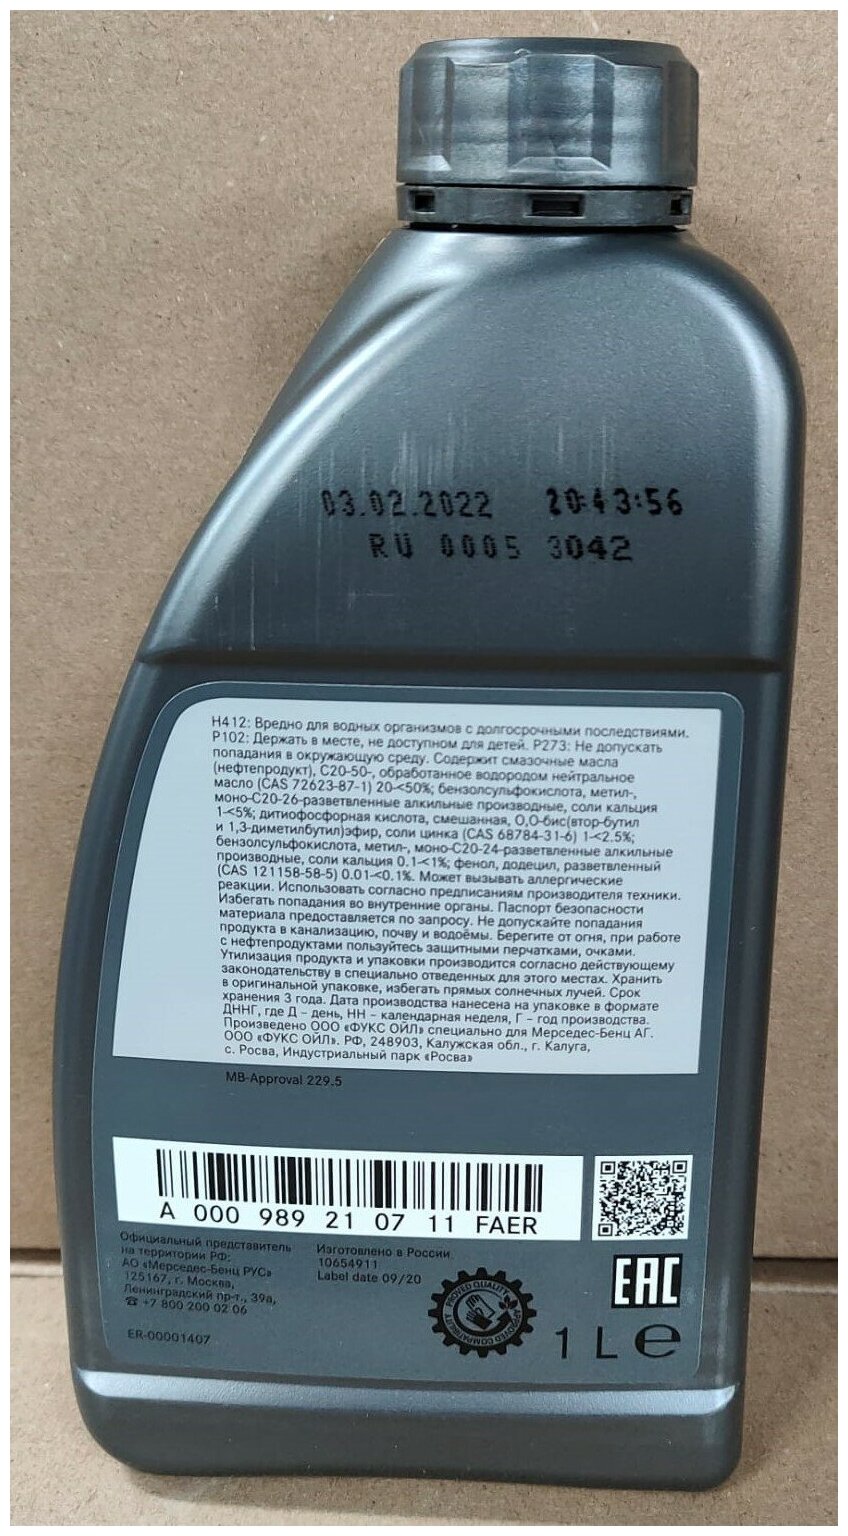 03.02.2022 20:43:56
RU 0005 3042
H412: Вредно для водных организмов с долгосрочными последствиями.
P102: Держать в месте, не доступном для детей. P273: Не допускать
попадания в окружающую среду. Содержит смазочные масла
(нефтепродукт), C20-50-, обработанное водородом нейтральное
масло (CAS 72623-87-1) 20-<50%; бензолсульфокислота, метил-,
моно-C20-26-разветвленные алкильные производные, соли кальция
1-<5%; дитиофосфорная кислота, смешанная, O,O-бис(втор-бутил
и 1,3-диметилбутил)эфир, соли цинка (CAS 68784-31-6) 1-<2.5%;
бензолсульфокислота, метил-, моно-C20-24-разветвленные алкильные
производные, соли кальция 0.1-<1%; фенол, додецил, разветвленный
(CAS 121158-58-5) 0.01-<0.1%. Может вызывать аллергические
реакции. Использовать согласно предписаниям производителя техники.
Избегать попадания во внутренние органы. Паспорт безопасности
материала предоставляется по запросу. Не допускайте попадания
продукта в канализацию, почву и водоёмы. Берегите от огня, при работе
с нефтепродуктами пользуйтесь защитными перчатками, очками.
Утилизация продукта и упаковки производится согласно действующему
законодательству в специально отведенных для этого местах. Хранить
в оригинальной упаковке, избегать прямых солнечных лучей. Срок
хранения 3 года. Дата производства нанесена на упаковке в формате
ДННГ, где Д – день, НН – календарная неделя, Г – год производства.
Произведено ООО «ФУКС ОЙЛ» специально для Мерседес-Бенц АГ.
ООО «ФУКС ОЙЛ». РФ, 248903, Калужская обл., г. Калуга,
с. Росва, Индустриальный парк «Росва»
MB-Approval 229.5
A 000 989 21 07 11 FAER
Официальный представитель
на территории РФ:
АО «Мерседес-Бенц РУС»
125167, г. Москва,
Ленинградский пр-т., 39а,
☎ +7 800 200 02 06
ER-00001407
Изготовлено в России
10654911
Label date 09/20
PROVED QUALITY
APPROVED COMPATIBILITY
EAC
1 L e